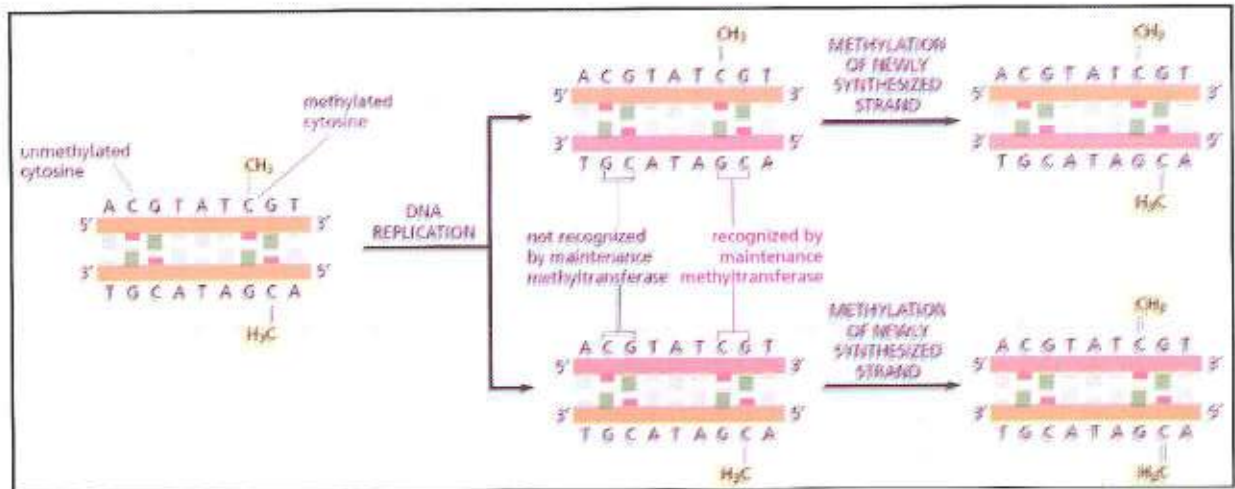 unmethylated
cytosine
methylated
cytosine
CH₃
A C G T A T C G T
5′ 3′
3′ 5′
T G C A T A G C A
H₃C
DNA
REPLICATION
CH₃
A C G T A T C G T
5′ 3′
3′ 5′
T G C A T A G C A
not recognized
by maintenance
methyltransferase
recognized by
maintenance
methyltransferase
A C G T A T C G T
5′ 3′
3′ 5′
T G C A T A G C A
H₃C
METHYLATION
OF NEWLY
SYNTHESIZED
STRAND
CH₃
A C G T A T C G T
5′ 3′
3′ 5′
T G C A T A G C A
H₃C
METHYLATION
OF NEWLY
SYNTHESIZED
STRAND
CH₃
A C G T A T C G T
5′ 3′
3′ 5′
T G C A T A G C A
H₃C